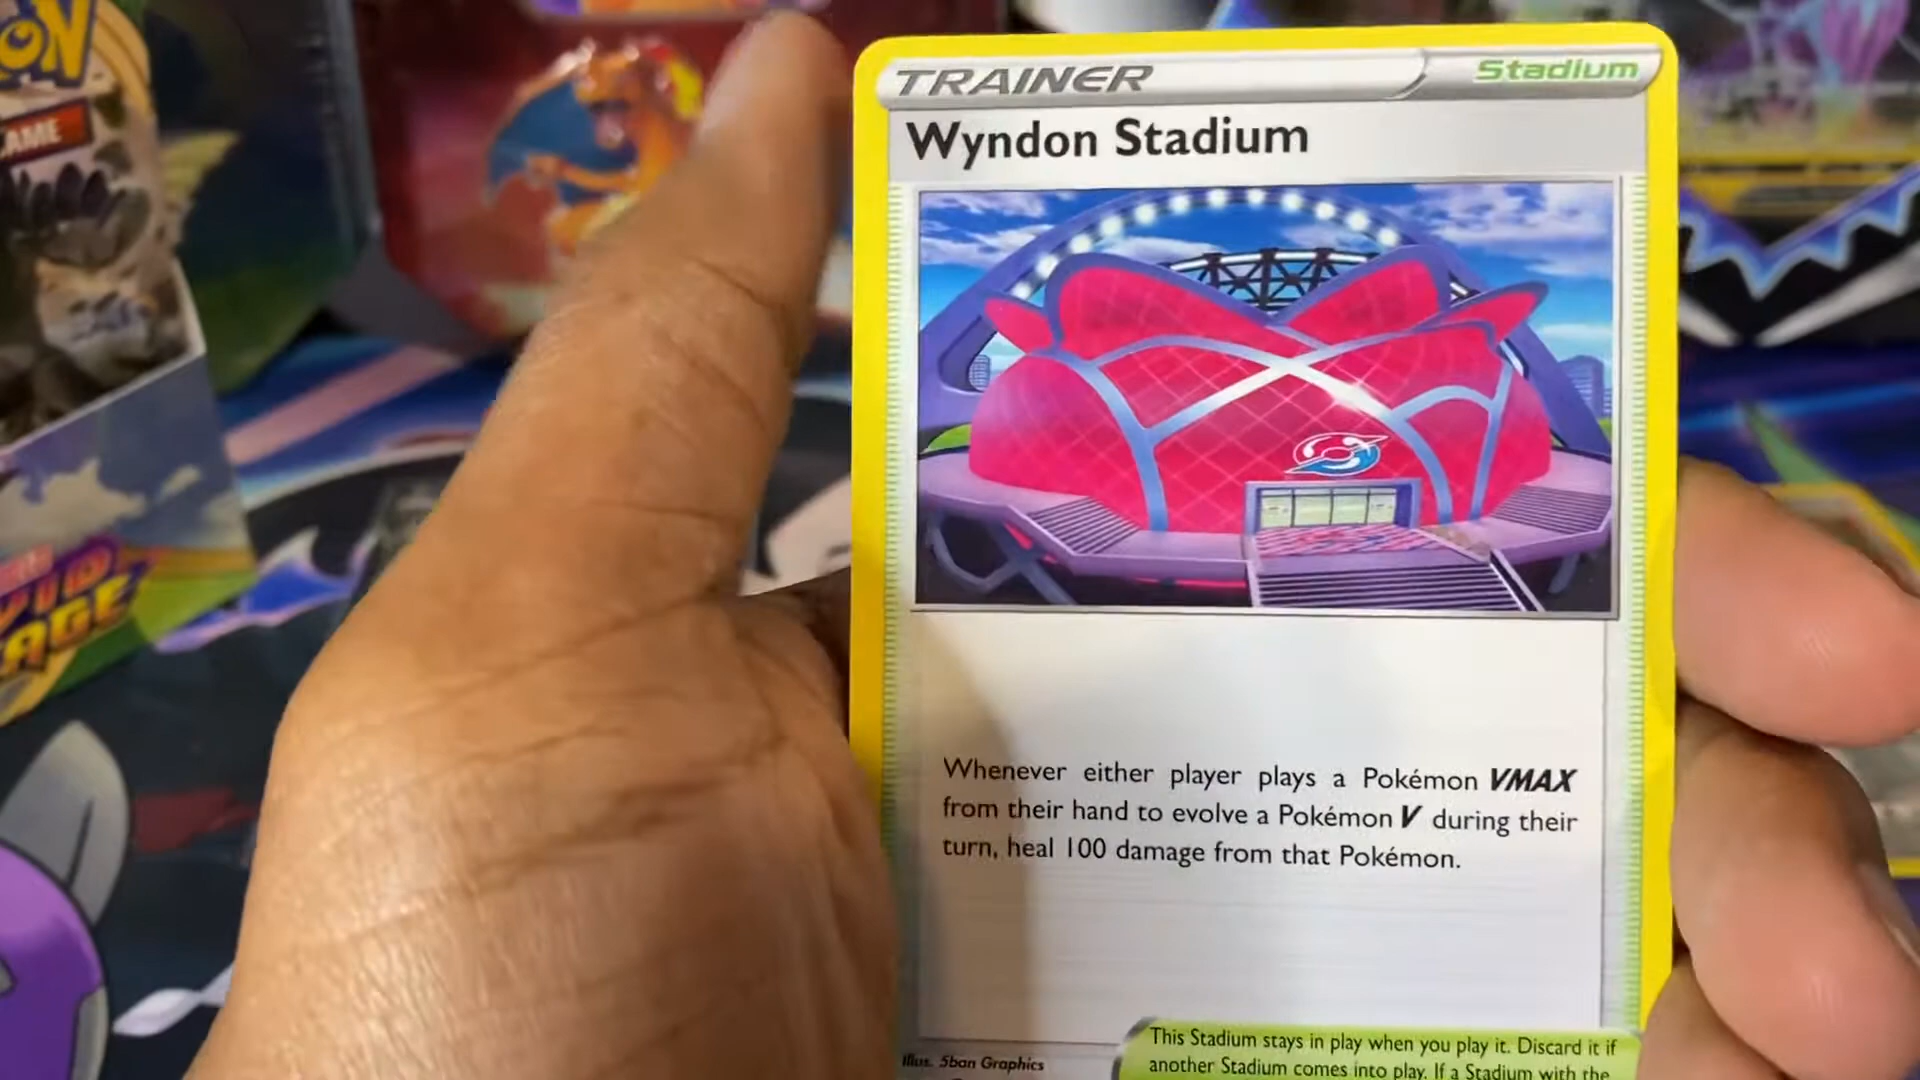 TRAINER
Stadium
Wyndon Stadium
Whenever either player plays a Pokémon VMAX
from their hand to evolve a Pokémon V during their
turn, heal 100 damage from that Pokémon.
This Stadium stays in play when you play it. Discard it if
another Stadium comes into play. If a Stadium with the
Illus. 5ban Graphics